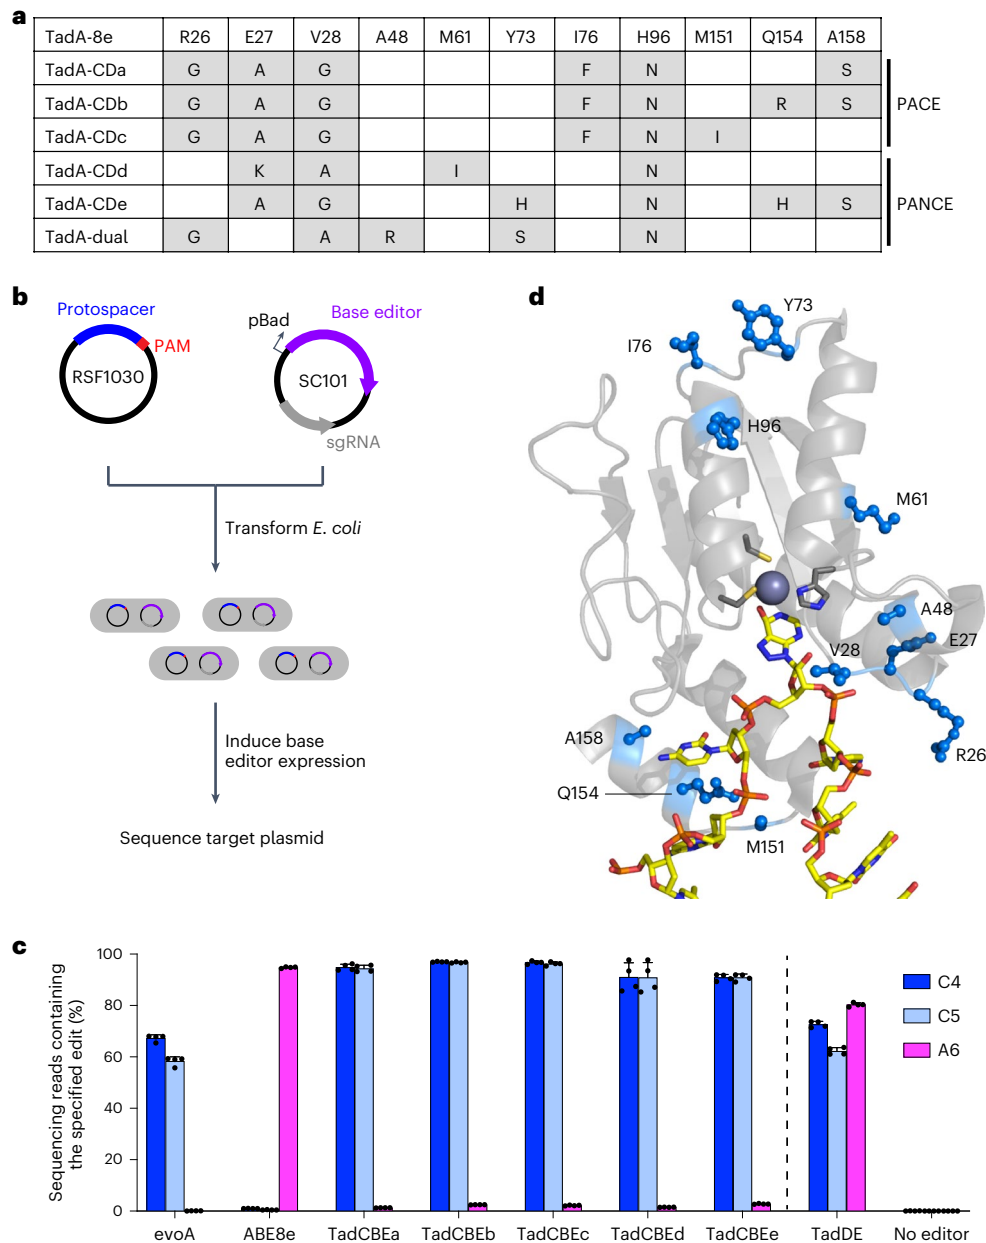 a
TadA-8e R26 E27 V28 A48 M61 Y73 I76 H96 M151 Q154 A158
TadA-CDa G A G F N S
TadA-CDb G A G F N R S
TadA-CDc G A G F N I
TadA-CDd K A I N
TadA-CDe A G H N H S
TadA-dual G A R S N
PACE
PANCE
b
Protospacer
PAM
RSF1030
pBad
Base editor
SC101
sgRNA
Transform E. coli
Induce base
editor expression
Sequence target plasmid
d
Y73
I76
H96
M61
A48
E27
V28
R26
A158
Q154
M151
c
Sequencing reads containing
the specified edit (%)
100
80
60
40
20
0
evoA
ABE8e
TadCBEa
TadCBEb
TadCBEc
TadCBEd
TadCBEe
TadDE
No editor
C4
C5
A6